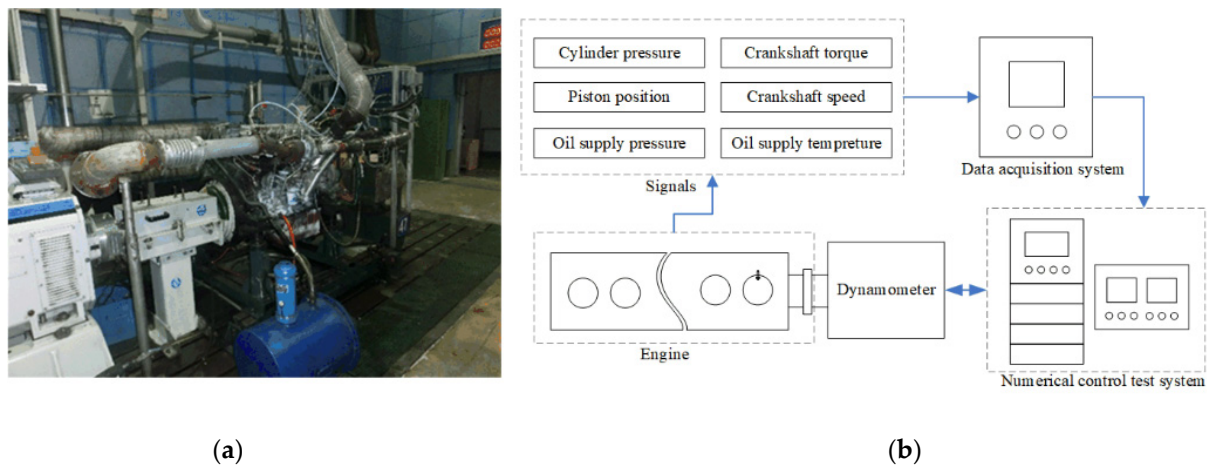 Cylinder pressure
Crankshaft torque
Piston position
Crankshaft speed
Oil supply pressure
Oil supply tempreture
Signals
Data acquisition system
Engine
Dynamometer
Numerical control test system
(a)
(b)